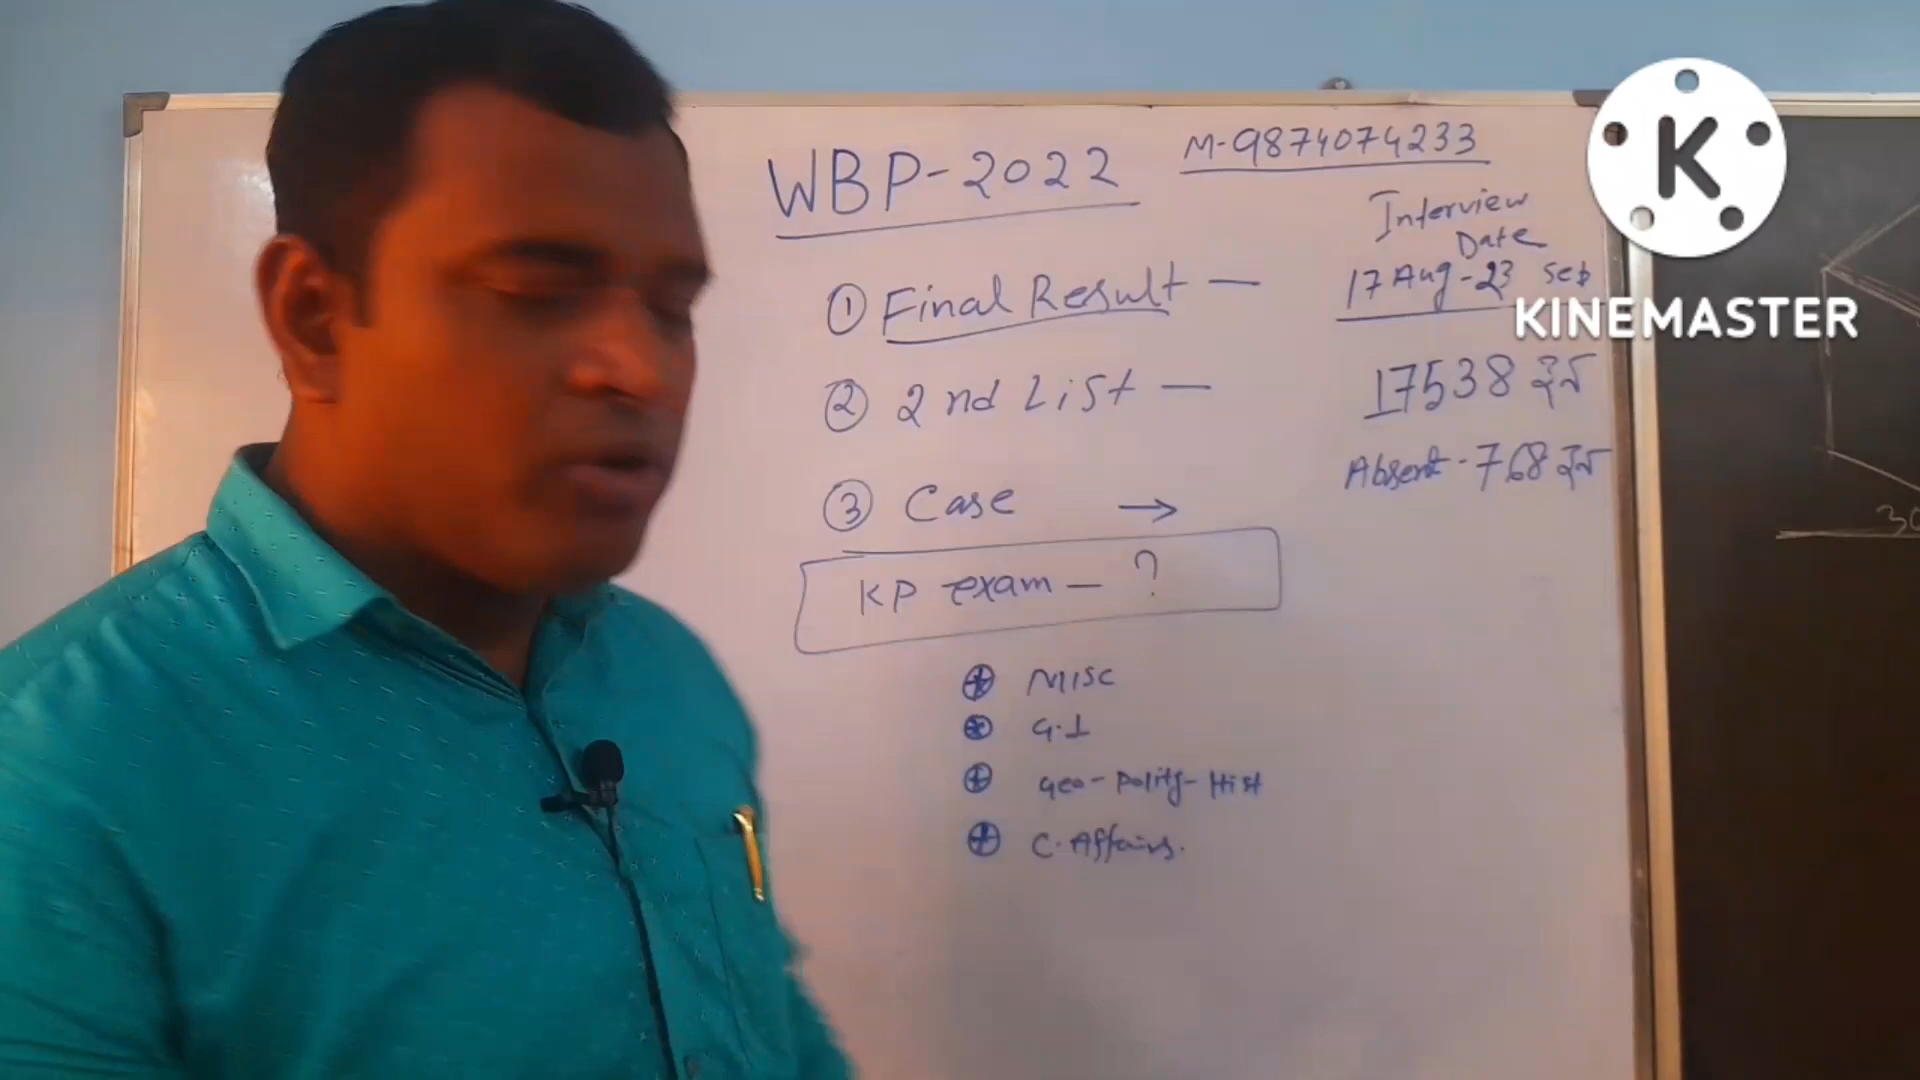 WBP-2022
M-9874074233
① Final Result —
Interview
Date
17 Aug-23 Sep
② 2nd List —
17538 জন
Absent - 768 জন
③ Case →
KP exam — ?
Misc
G.I
Geo-Polity-Hist
C. Affairs.
30
K
KINEMASTER